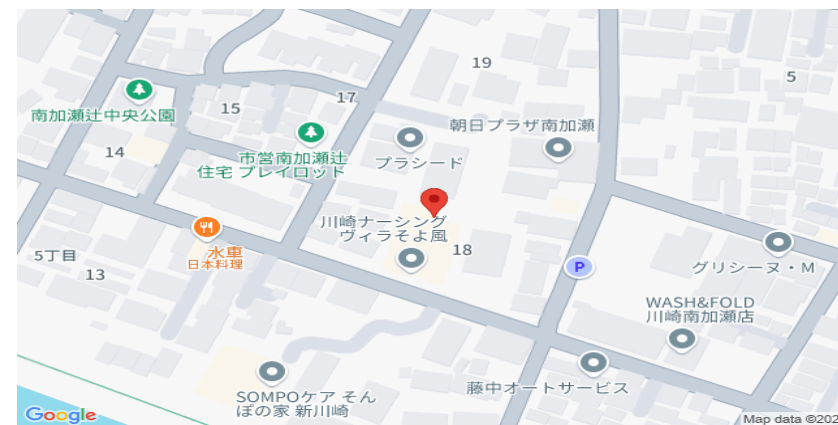 19
5
17
南加瀬辻中央公園
15
朝日プラザ南加瀬
14
市営南加瀬辻
住宅 プレイロット
プラシード
川崎ナーシング
ヴィラそよ風
18
5丁目
水車
日本料理
13
P
グリシーヌ・M
WASH&FOLD
川崎南加瀬店
藤中オートサービス
SOMPOケア そん
ぽの家 新川崎
Google
Map data ©202